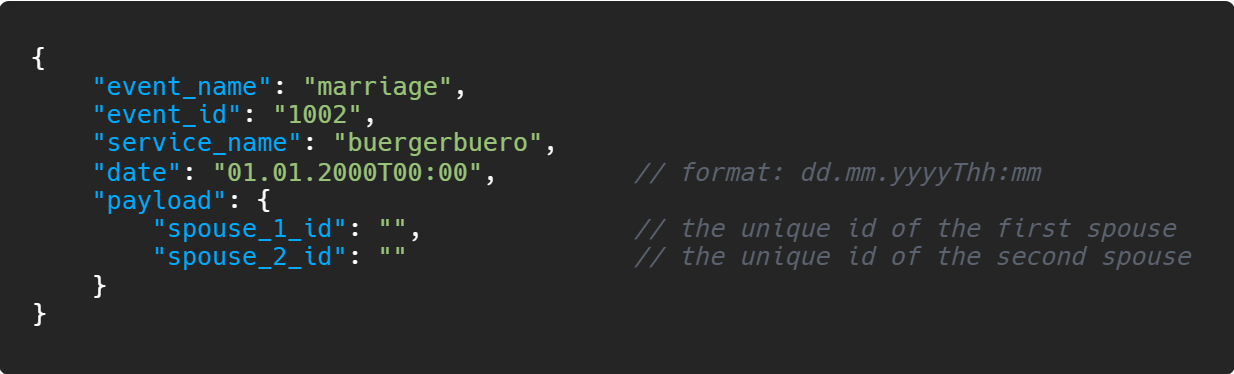 {
    "event_name": "marriage",
    "event_id": "1002",
    "service_name": "buergerbuero",
    "date": "01.01.2000T00:00",         // format: dd.mm.yyyyThh:mm
    "payload": {
        "spouse_1_id": "",              // the unique id of the first spouse
        "spouse_2_id": ""               // the unique id of the second spouse
    }
}